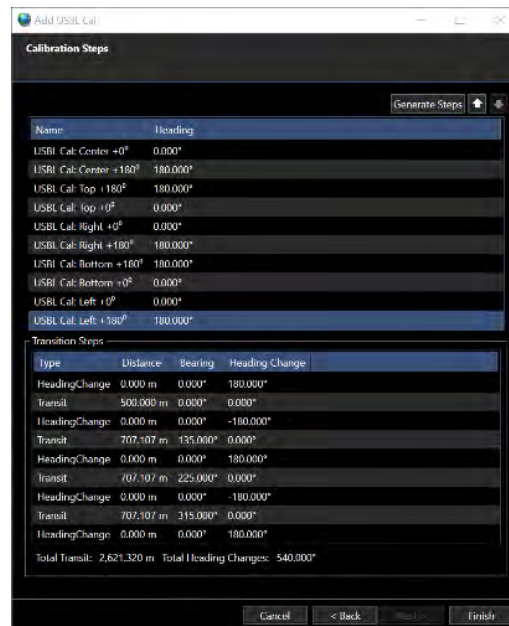 Add USBL Cal
Calibration Steps
Generate Steps
Name Heading
USBL Cal: Center +0° 0.000°
USBL Cal: Center +180° 180.000°
USBL Cal: Top +180° 180.000°
USBL Cal: Top +0° 0.000°
USBL Cal: Right +0° 0.000°
USBL Cal: Right +180° 180.000°
USBL Cal: Bottom +180° 180.000°
USBL Cal: Bottom +0° 0.000°
USBL Cal: Left +0° 0.000°
USBL Cal: Left +180° 180.000°
Transition Steps
Type Distance Bearing Heading Change
HeadingChange 0.000 m 0.000° 180.000°
Transit 500.000 m 0.000° 0.000°
HeadingChange 0.000 m 0.000° -180.000°
Transit 707.107 m 135.000° 0.000°
HeadingChange 0.000 m 0.000° 180.000°
Transit 707.107 m 225.000° 0.000°
HeadingChange 0.000 m 0.000° -180.000°
Transit 707.107 m 315.000° 0.000°
HeadingChange 0.000 m 0.000° 180.000°
Total Transit: 2,621.320 m Total Heading Changes: 540.000°
Cancel < Back Next > Finish